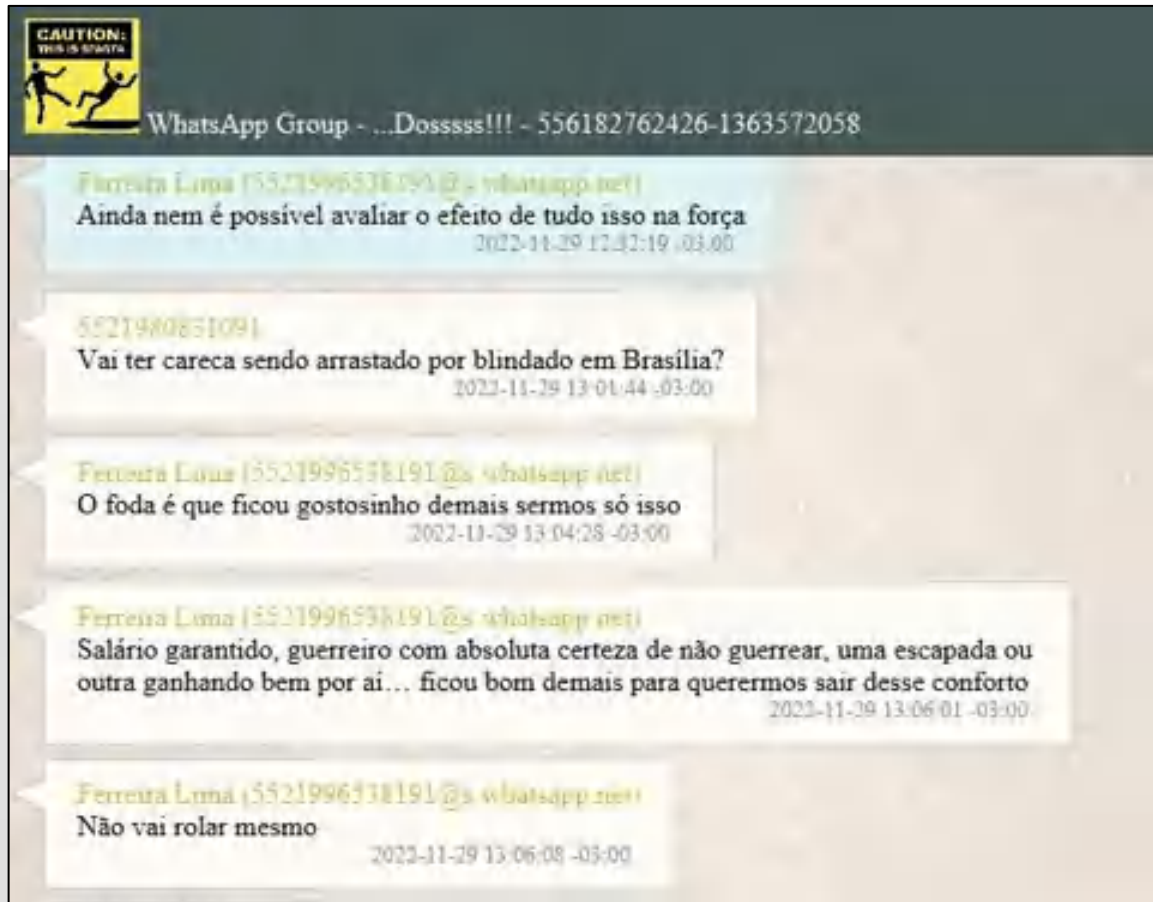 CAUTION:
THIS IS SPARTA
WhatsApp Group - ...Dosssss!!! - 556182762426-1363572058
Ferreira Lima (5521996538191@s.whatsapp.net)
Ainda nem é possível avaliar o efeito de tudo isso na força
2022-11-29 12:32:19 -03:00
5521980831091
Vai ter careca sendo arrastado por blindado em Brasília?
2022-11-29 13:01:44 -03:00
Ferreira Lima (5521996538191@s.whatsapp.net)
O foda é que ficou gostosinho demais sermos só isso
2022-11-29 13:04:28 -03:00
Ferreira Lima (5521996538191@s.whatsapp.net)
Salário garantido, guerreiro com absoluta certeza de não guerrear, uma escapada ou
outra ganhando bem por aí… ficou bom demais para querermos sair desse conforto
2022-11-29 13:06:01 -03:00
Ferreira Lima (5521996538191@s.whatsapp.net)
Não vai rolar mesmo
2022-11-29 13:06:08 -03:00